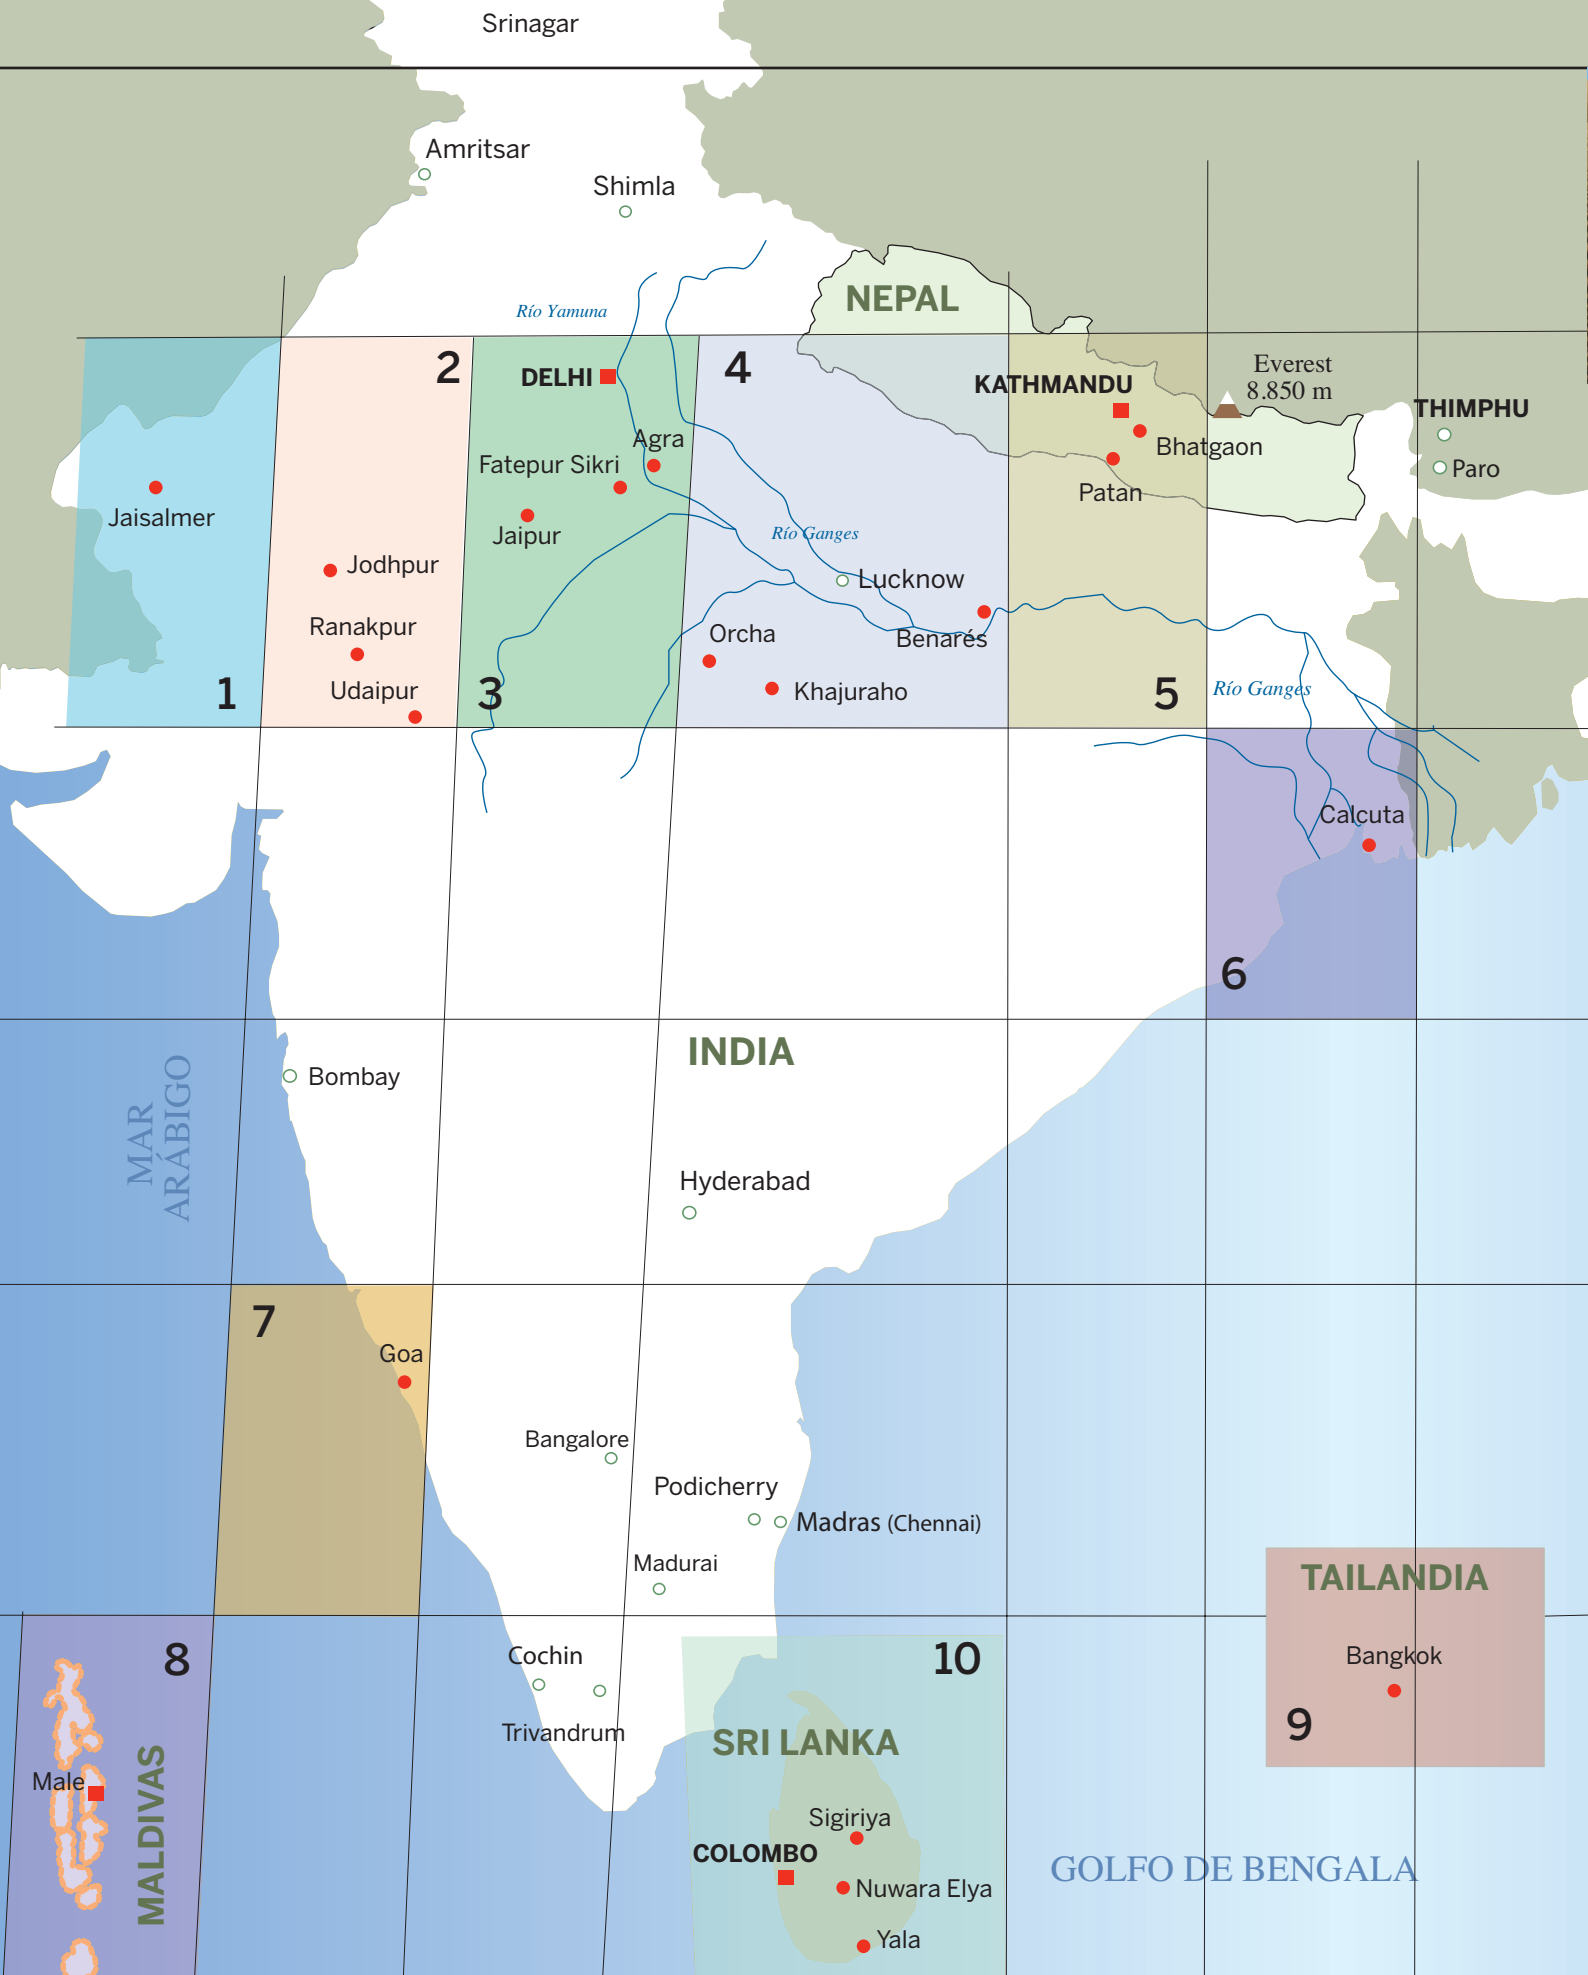 Srinagar
Amritsar
Shimla
Río Yamuna
NEPAL
2
DELHI
4
KATHMANDU
Everest
8.850 m
THIMPHU
Agra
Bhatgaon
Fatepur Sikri
Paro
Patan
Jaisalmer
Jaipur
Río Ganges
Jodhpur
Lucknow
Ranakpur
Orcha
Benarés
Udaipur
Khajuraho
1
3
5
Río Ganges
Calcuta
6
INDIA
MAR
ARÁBIGO
Bombay
Hyderabad
7
Goa
Bangalore
Podicherry
Madras (Chennai)
Madurai
TAILANDIA
8
Cochin
10
Bangkok
Trivandrum
SRI LANKA
9
Male
MALDIVAS
Sigiriya
COLOMBO
GOLFO DE BENGALA
Nuwara Elya
Yala